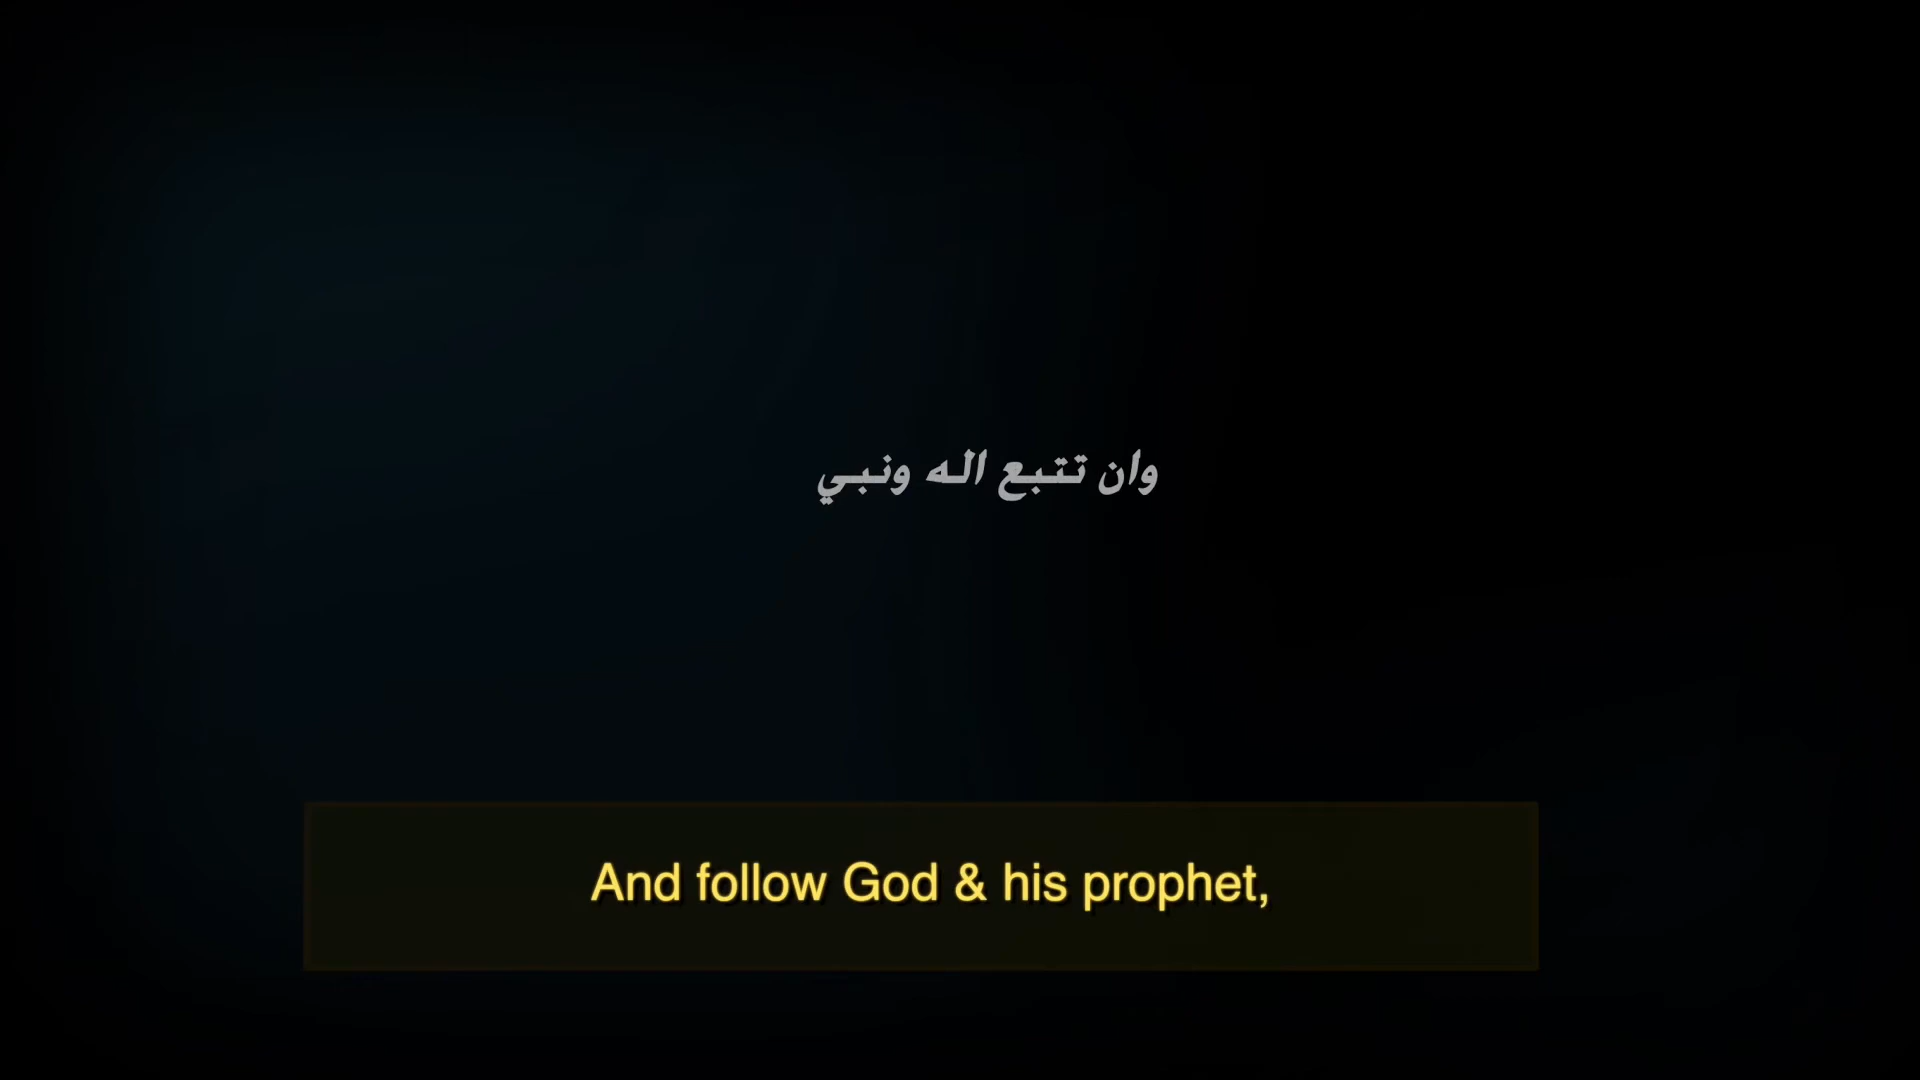 وان تتبع اله ونبي
And follow God & his prophet,